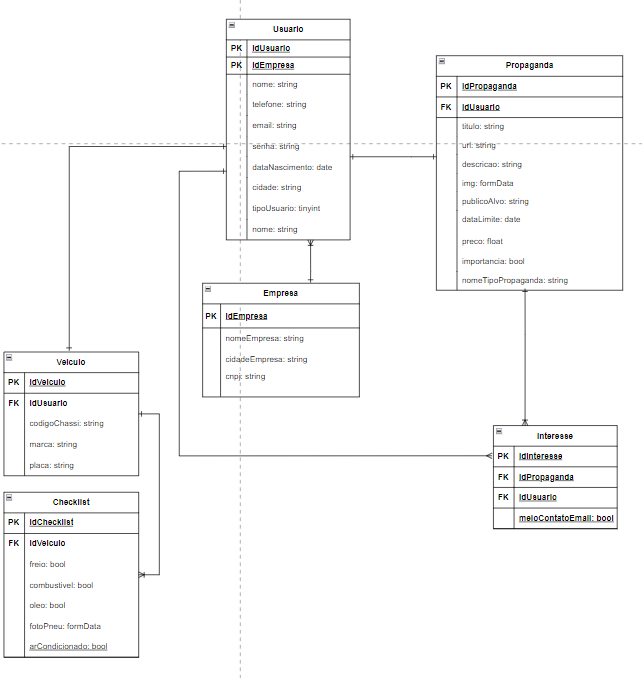 Usuario
PK IdUsuario
PK IdEmpresa
nome: string
telefone: string
email: string
senha: string
dataNascimento: date
cidade: string
tipoUsuario: tinyint
nome: string
Propaganda
PK IdPropaganda
FK IdUsuario
titulo: string
url: string
descricao: string
img: formData
publicoAlvo: string
dataLimite: date
preco: float
importancia: bool
nomeTipoPropaganda: string
Empresa
PK IdEmpresa
nomeEmpresa: string
cidadeEmpresa: string
cnpj: string
Veiculo
PK IdVeiculo
FK IdUsuario
codigoChassi: string
marca: string
placa: string
Interesse
PK IdInteresse
FK IdPropaganda
FK IdUsuario
meioContatoEmail: bool
Checklist
PK IdChecklist
FK IdVeiculo
freio: bool
combustivel: bool
oleo: bool
fotoPneu: formData
arCondicionado: bool